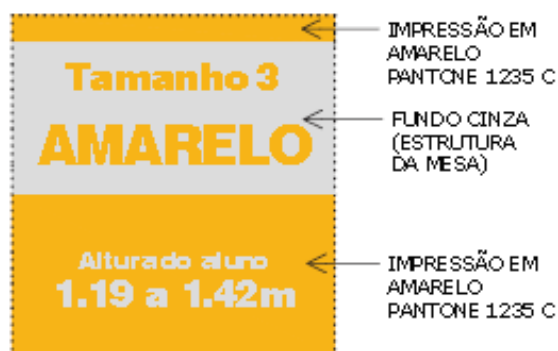 IMPRESSÃO EM
AMARELO
PANTONE 1235 C
Tamanho 3
AMARELO
FUNDO CINZA
(ESTRUTURA
DA MESA)
Altura do aluno
1.19 a 1.42m
IMPRESSÃO EM
AMARELO
PANTONE 1235 C